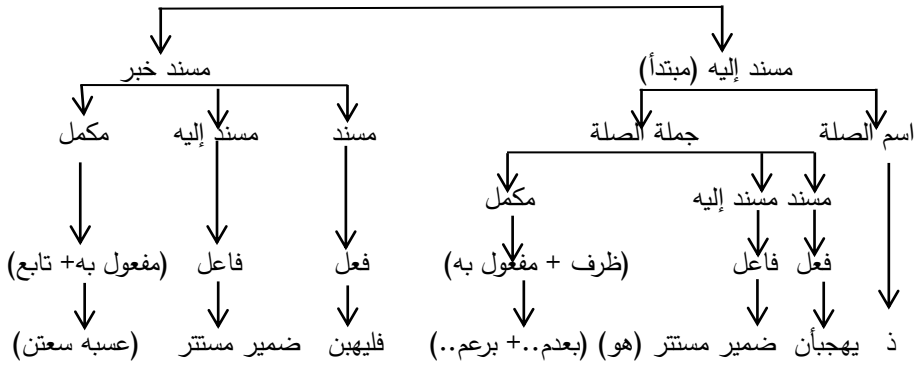 مسند إليه (مبتدأ) مسند خبر
اسم الصلة جملة الصلة مسند مسند إليه مكمل
مسند مسند إليه مكمل
فعل فاعل (ظرف + مفعول به) فعل فاعل (مفعول به+ تابع)
ذ يهجبأن ضمير مستتر (هو) (بعدم..+ برعم..) فليهبن ضمير مستتر (عسبه سعتن)